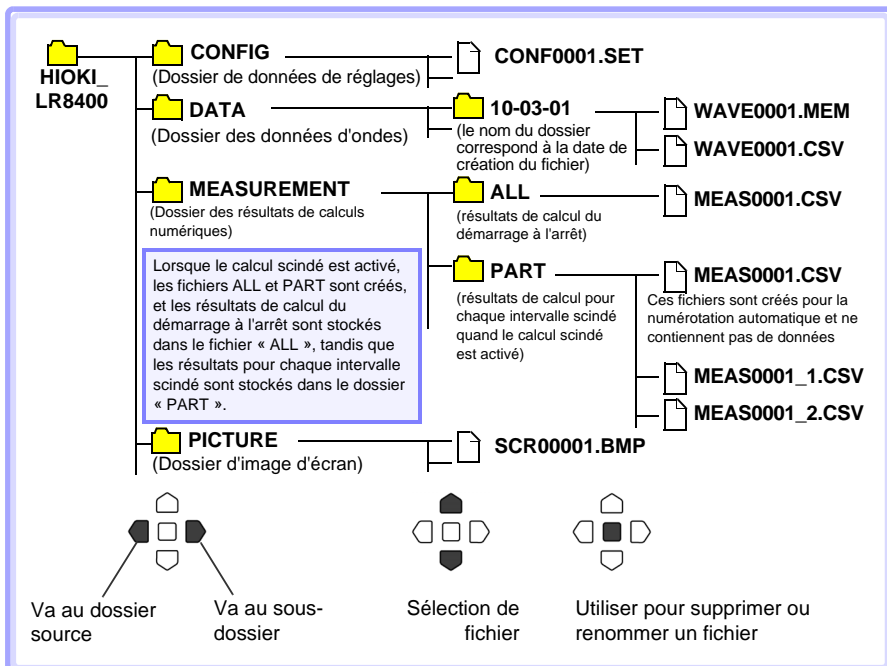 HIOKI_
LR8400
CONFIG
(Dossier de données de réglages)
CONF0001.SET
DATA
(Dossier des données d'ondes)
10-03-01
(le nom du dossier
correspond à la date de
création du fichier)
WAVE0001.MEM
WAVE0001.CSV
MEASUREMENT
(Dossier des résultats de calculs
numériques)
ALL
(résultats de calcul du
démarrage à l'arrêt)
MEAS0001.CSV
Lorsque le calcul scindé est activé,
les fichiers ALL et PART sont créés,
et les résultats de calcul du
démarrage à l'arrêt sont stockés
dans le fichier « ALL », tandis que
les résultats pour chaque intervalle
scindé sont stockés dans le dossier
« PART ».
PART
(résultats de calcul pour
chaque intervalle scindé
quand le calcul scindé
est activé)
MEAS0001.CSV
Ces fichiers sont créés pour la
numérotation automatique et ne
contiennent pas de données
MEAS0001_1.CSV
MEAS0001_2.CSV
PICTURE
(Dossier d'image d'écran)
SCR00001.BMP
Va au dossier
source
Va au sous-
dossier
Sélection de
fichier
Utiliser pour supprimer ou
renommer un fichier